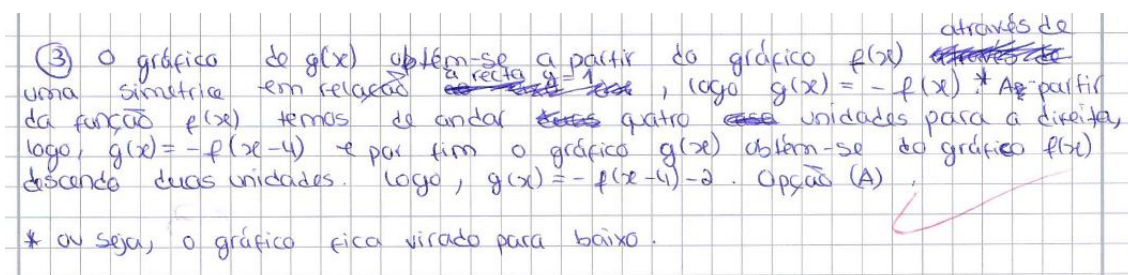 através de
③ O gráfico de g(x) obtém-se a partir do gráfico f(x)
uma simetrica em relação à recta y=1, logo g(x) = -f(x).* A partir
da função f(x) temos de andar quatro unidades para a direita,
logo, g(x) = -f(x-4) e por fim o gráfico g(x) obtém-se do gráfico f(x)
descendo duas unidades. Logo, g(x) = -f(x-4)-2. Opção (A).
* ou seja, o gráfico fica virado para baixo.